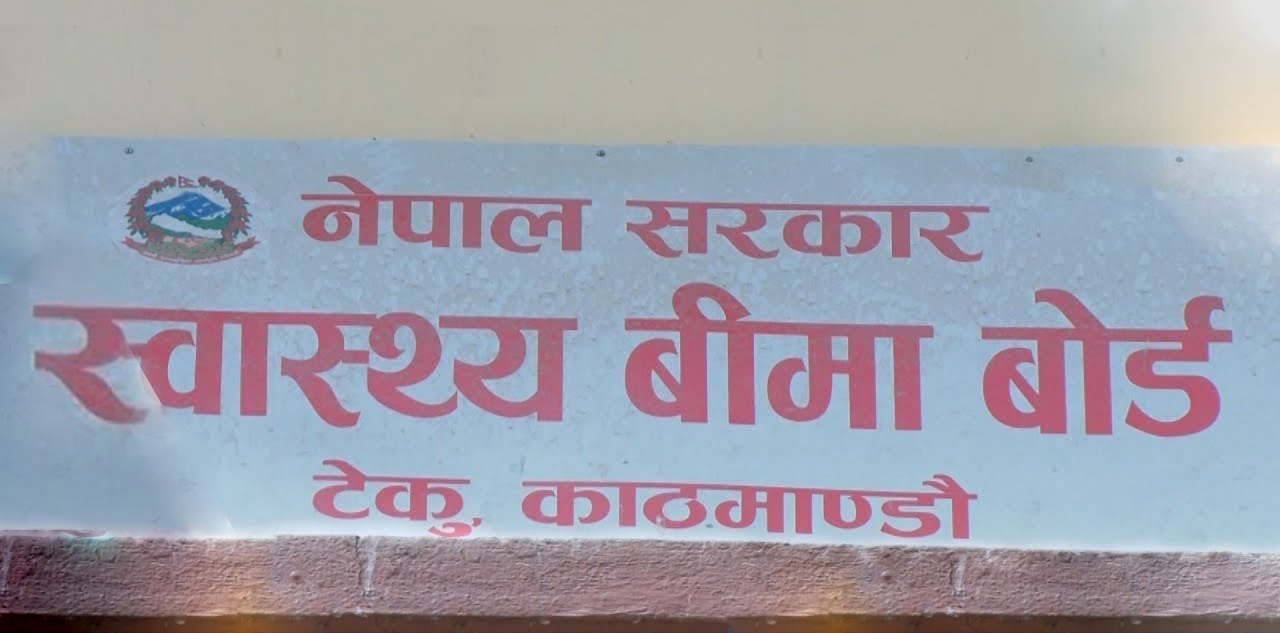 नेपाल सरकार
स्वास्थ्य बीमा बोर्ड
टेकु, काठमाण्डौ